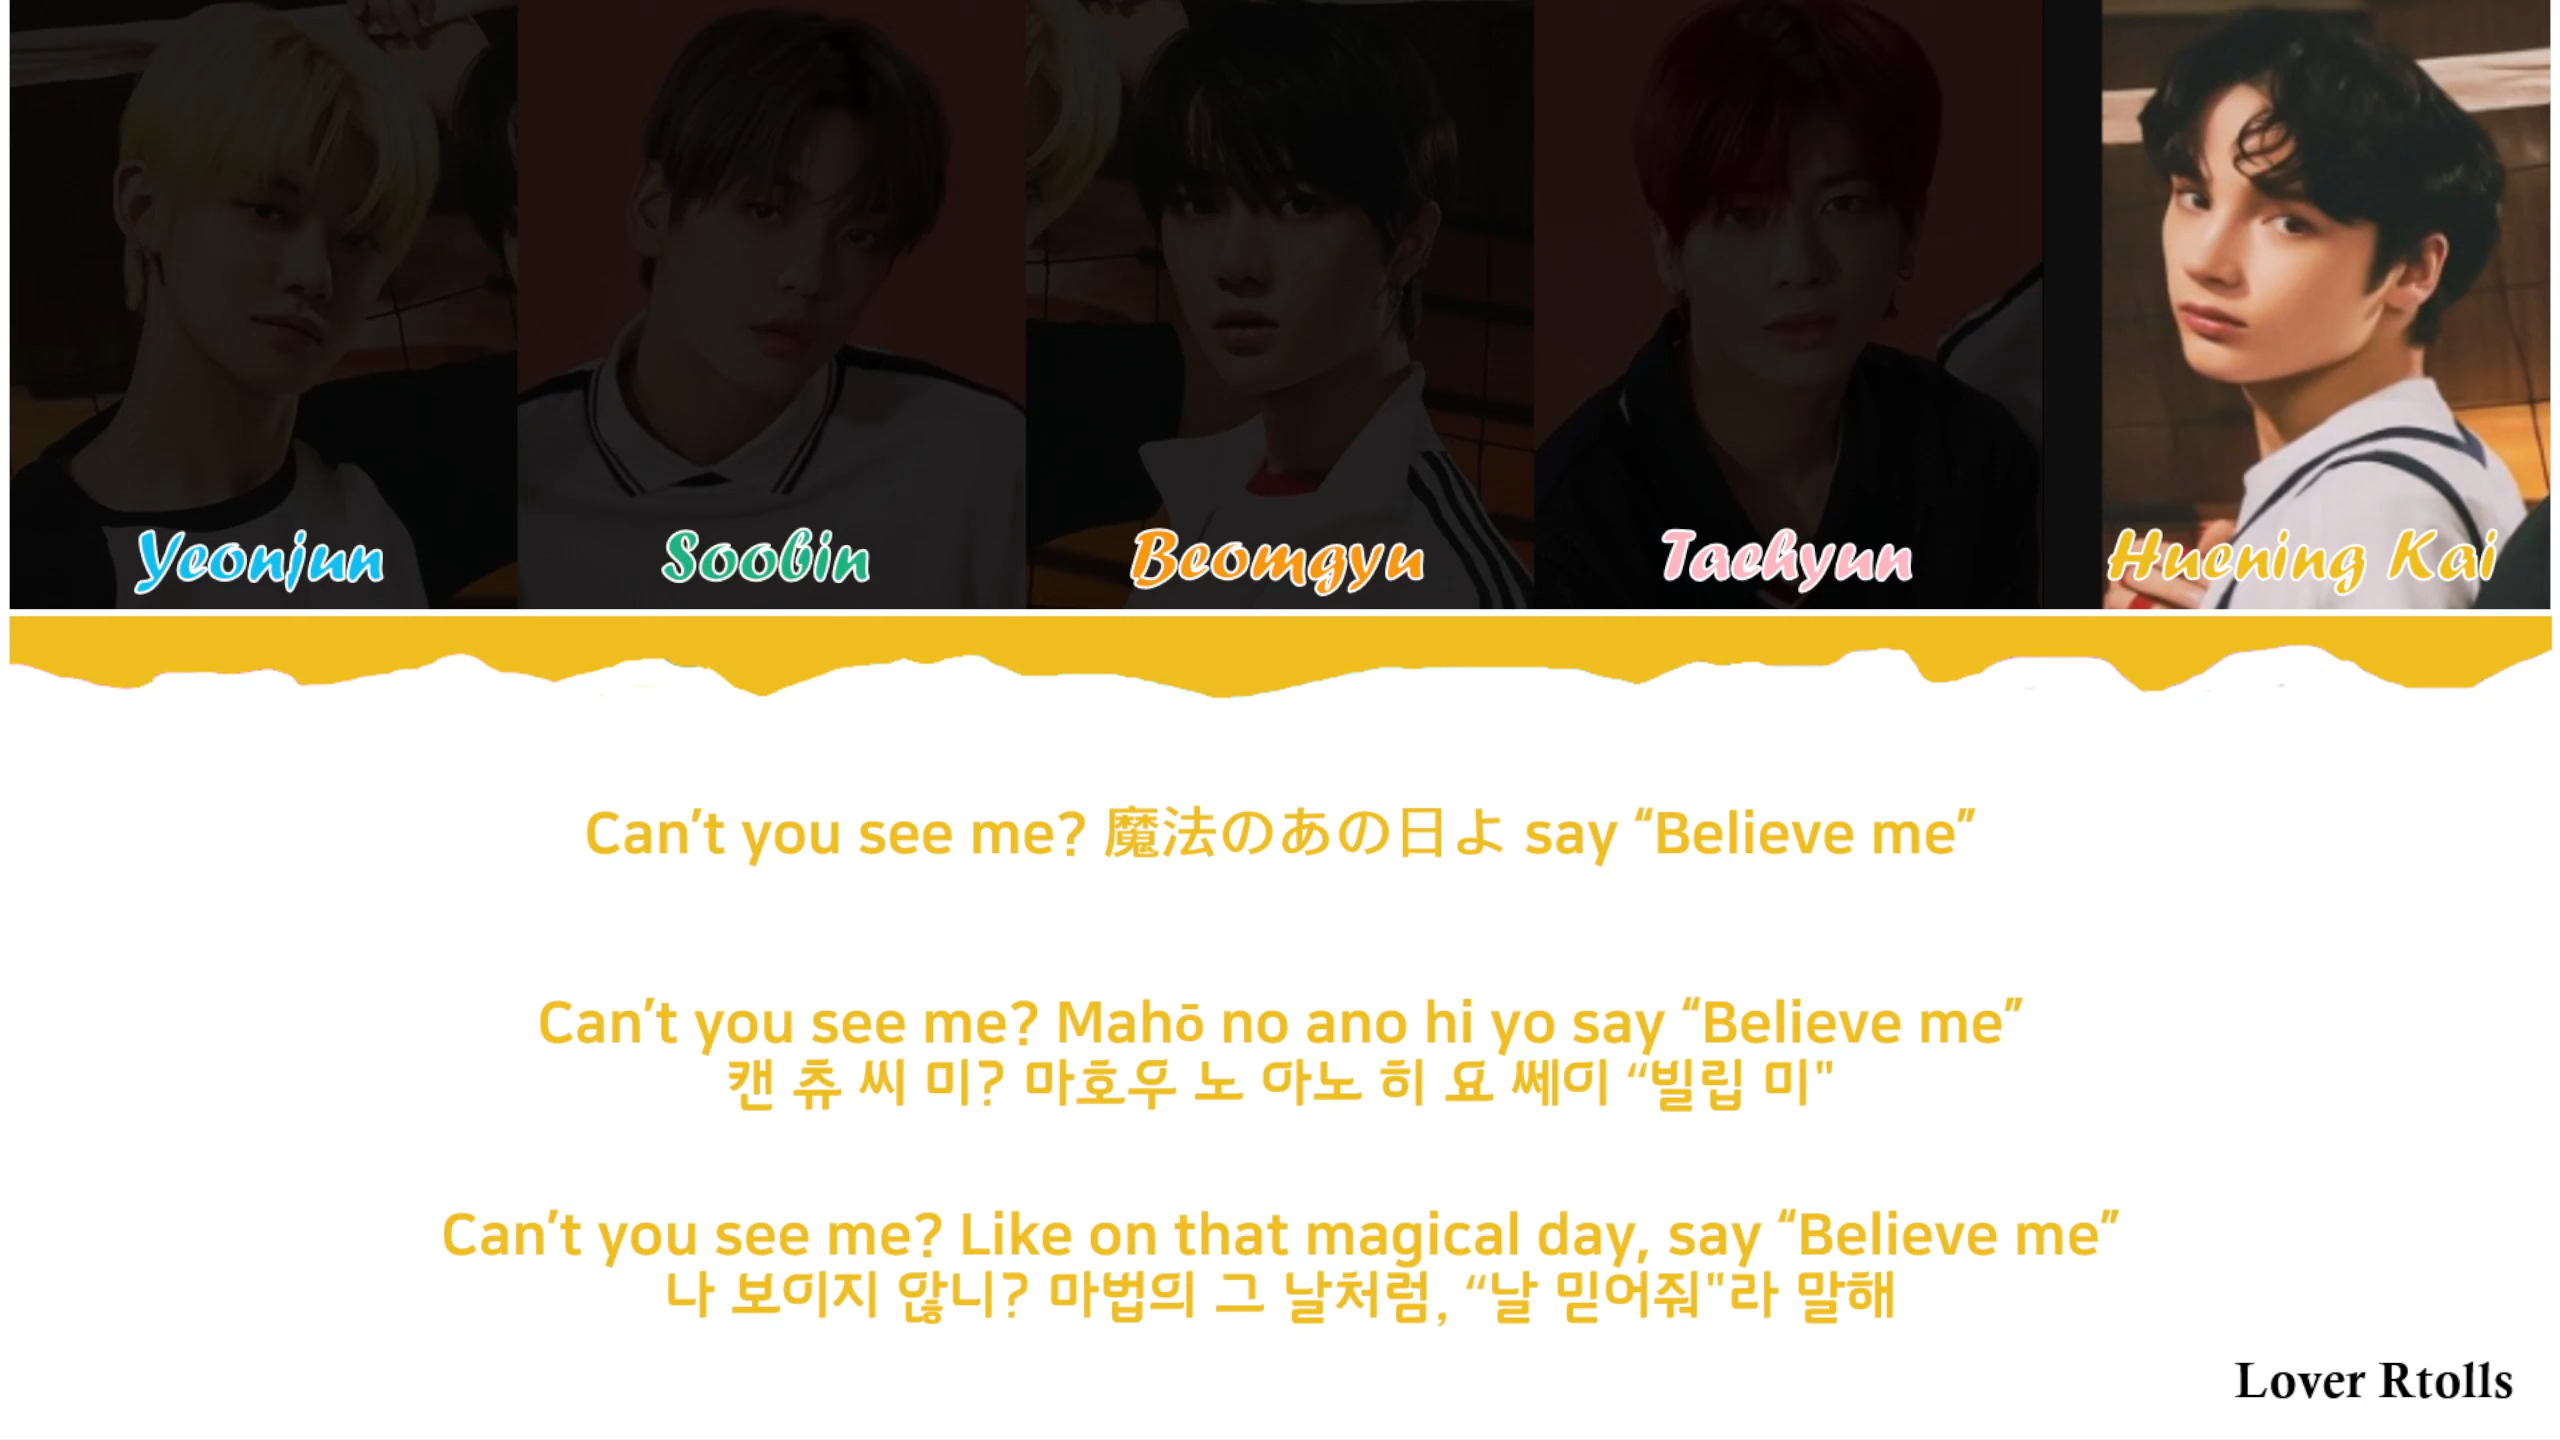 Yeonjun Soobin Beomgyu Taehyun Huening Kai
Can't you see me? 魔法のあの日よ say “Believe me”
Can't you see me? Mahō no ano hi yo say “Believe me”
캔 츄 씨 미? 마호우 노 아노 히 요 쎄이 “빌립 미"
Can't you see me? Like on that magical day, say “Believe me”
나 보이지 않니? 마법의 그 날처럼, “날 믿어줘"라 말해
Lover Rtolls